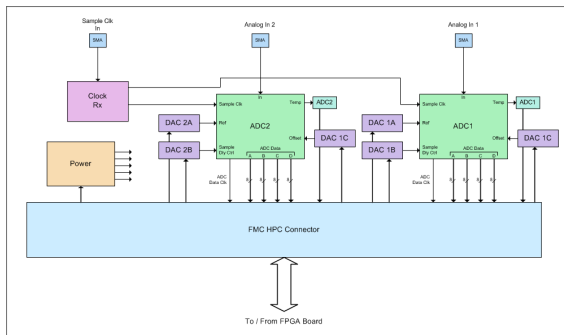 Sample Clk
In
Analog In 2
Analog In 1
SMA
SMA
SMA
Clock
Rx
In
Sample Clk
Temp
ADC2
DAC 2A
Ref
ADC2
Offset
DAC 1C
DAC 2B
Sample
Dly Ctrl
ADC Data
A
B
C
D
In
Sample Clk
Temp
ADC1
DAC 1A
Ref
ADC1
Offset
DAC 1C
DAC 1B
Sample
Dly Ctrl
ADC Data
A
B
C
D
Power
ADC
Data Clk
8
8
8
8
ADC
Data Clk
8
8
8
8
FMC HPC Connector
To / From FPGA Board